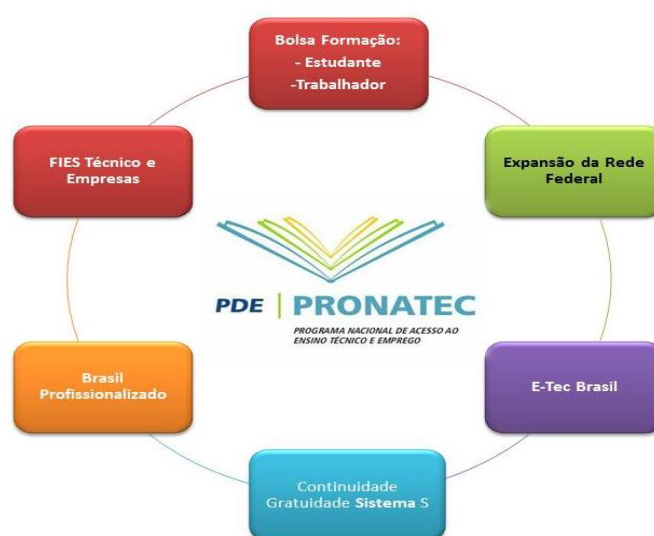 Bolsa Formação:
- Estudante
-Trabalhador
FIES Técnico e
Empresas
Expansão da Rede
Federal
PDE | PRONATEC
PROGRAMA NACIONAL DE ACESSO AO
ENSINO TÉCNICO E EMPREGO
Brasil
Profissionalizado
E-Tec Brasil
Continuidade
Gratuidade Sistema S